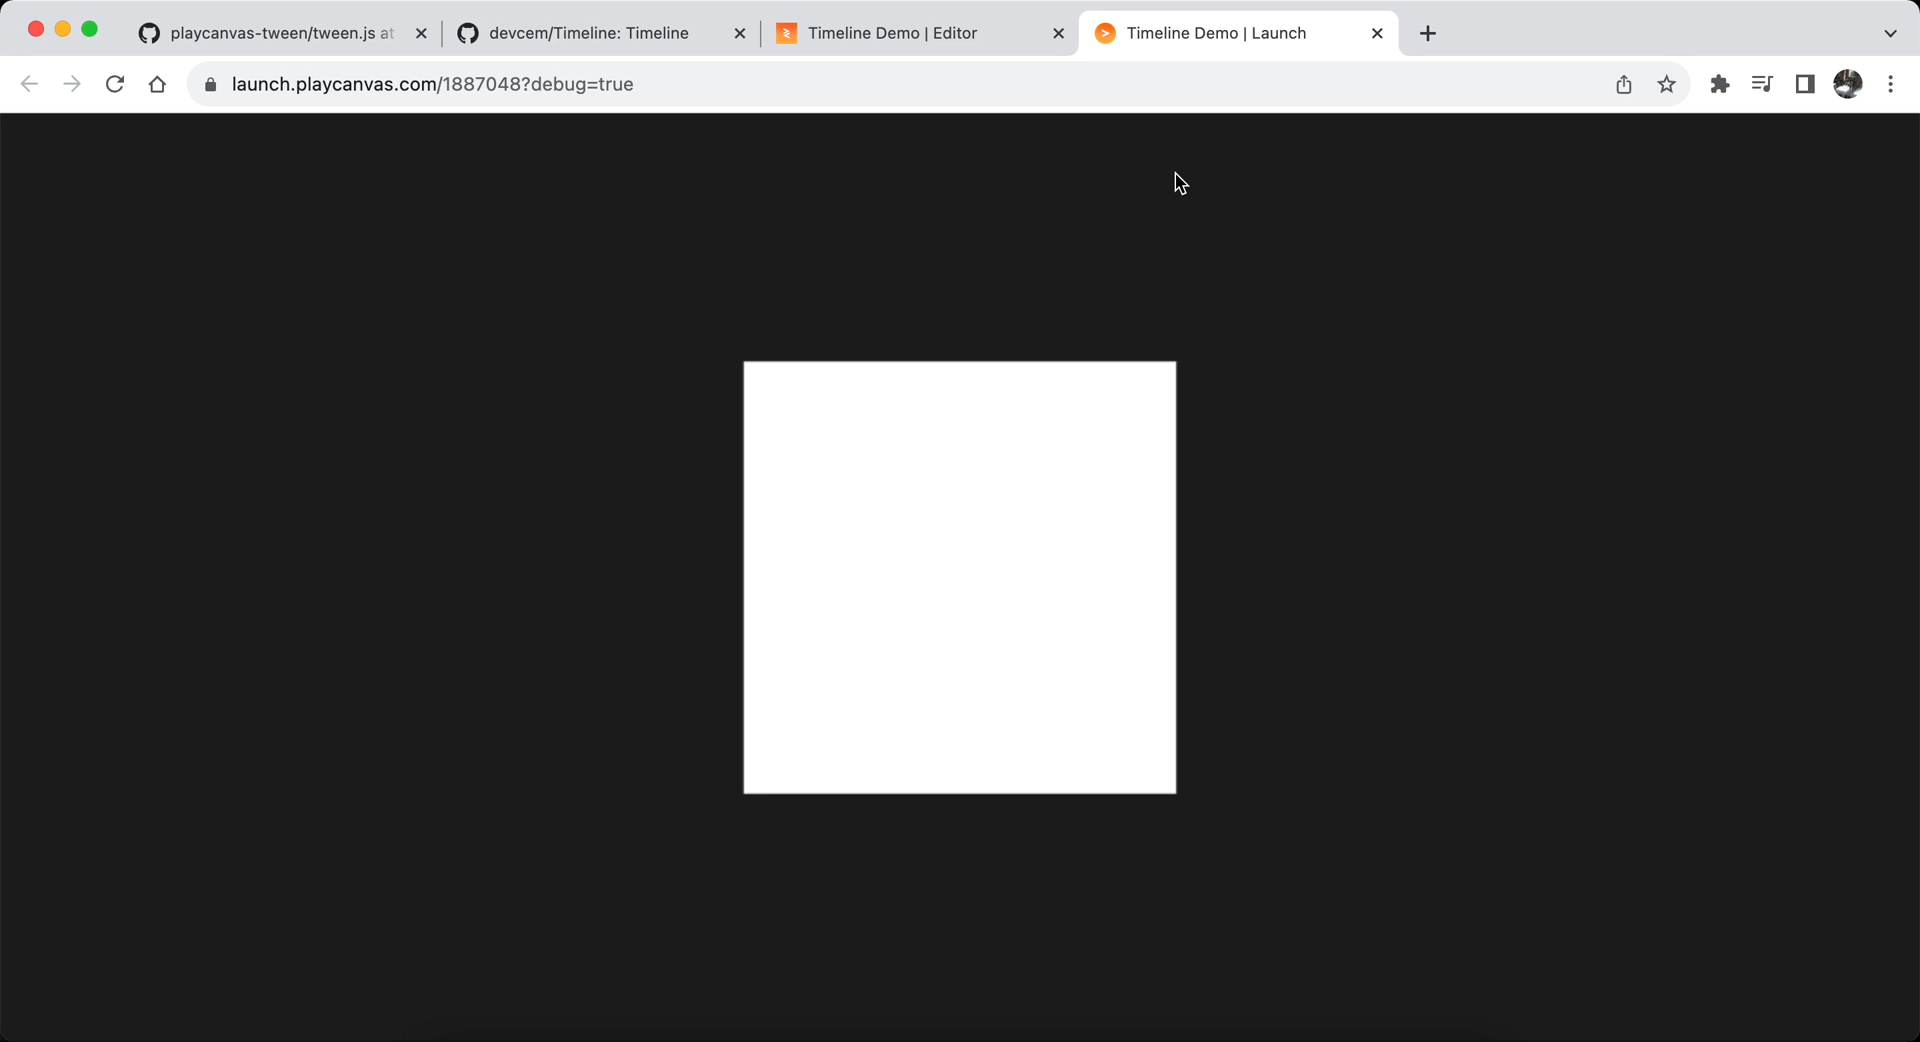 playcanvas-tween/tween.js at
devcem/Timeline: Timeline
Timeline Demo | Editor
Timeline Demo | Launch
launch.playcanvas.com/1887048?debug=true